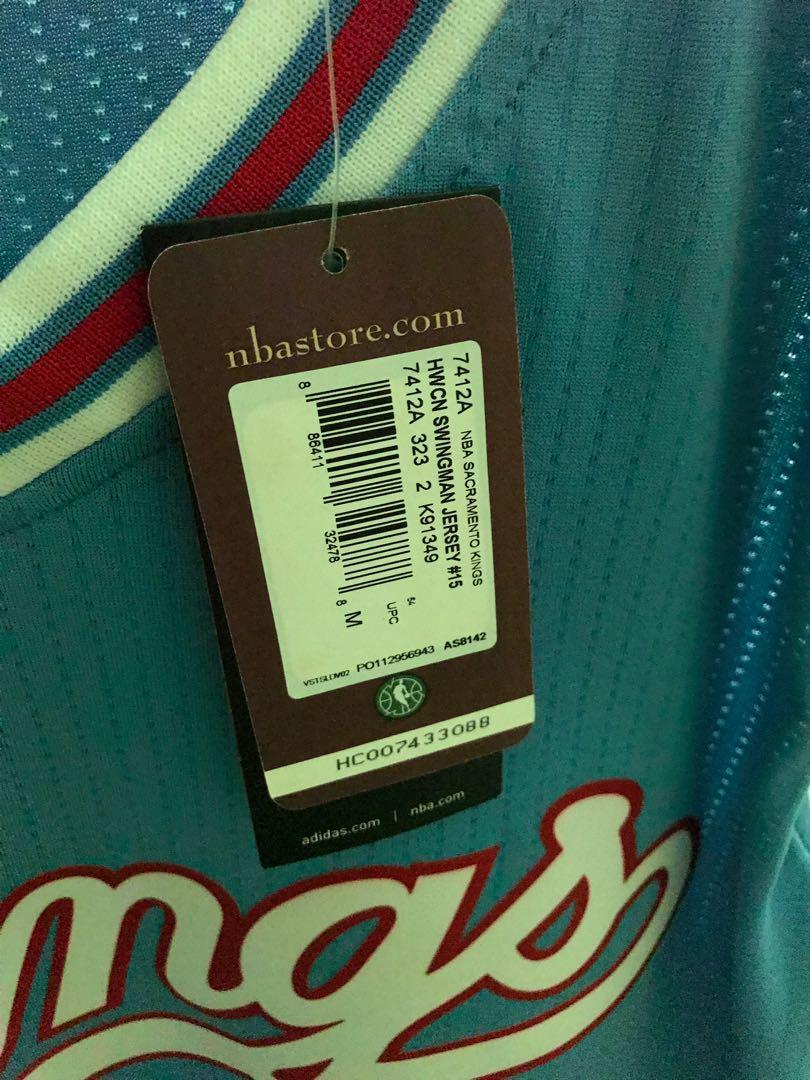 nbastore.com
7412A NBA SACRAMENTO KINGS
HWCN SWINGMAN JERSEY #15
7412A 323 2 K91349
8 86411 32478 8
54
UPC
M
VSTSLDV02 PO112956943 AS8142
HC007433088
adidas.com | nba.com
ngs